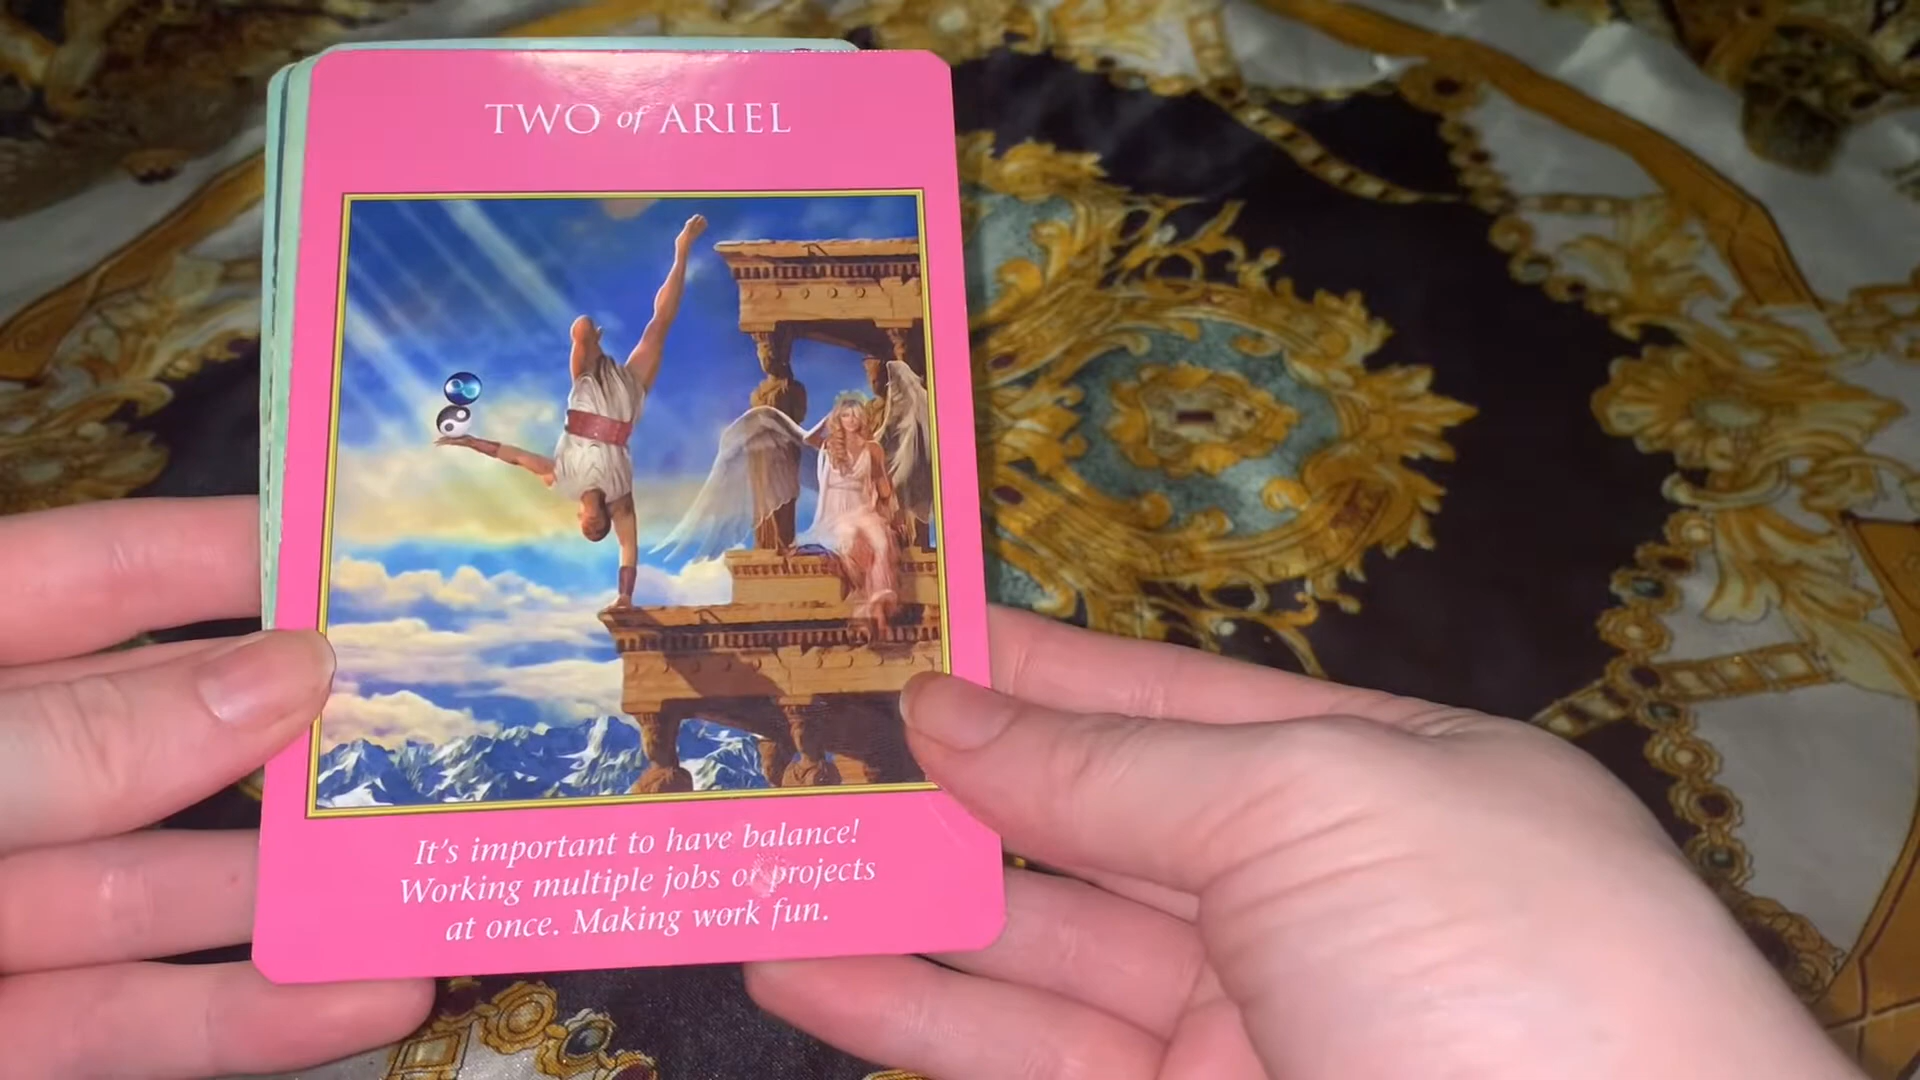 TWO of ARIEL
It's important to have balance!
Working multiple jobs or projects
at once. Making work fun.